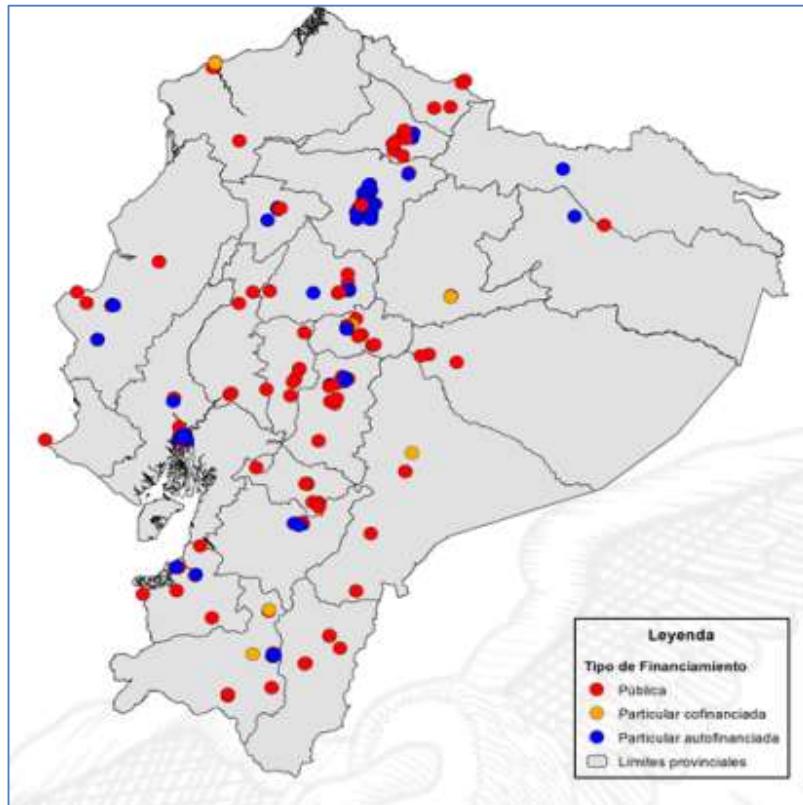 Leyenda
Tipo de Financiamiento
Pública
Particular cofinanciada
Particular autofinanciada
Límites provinciales